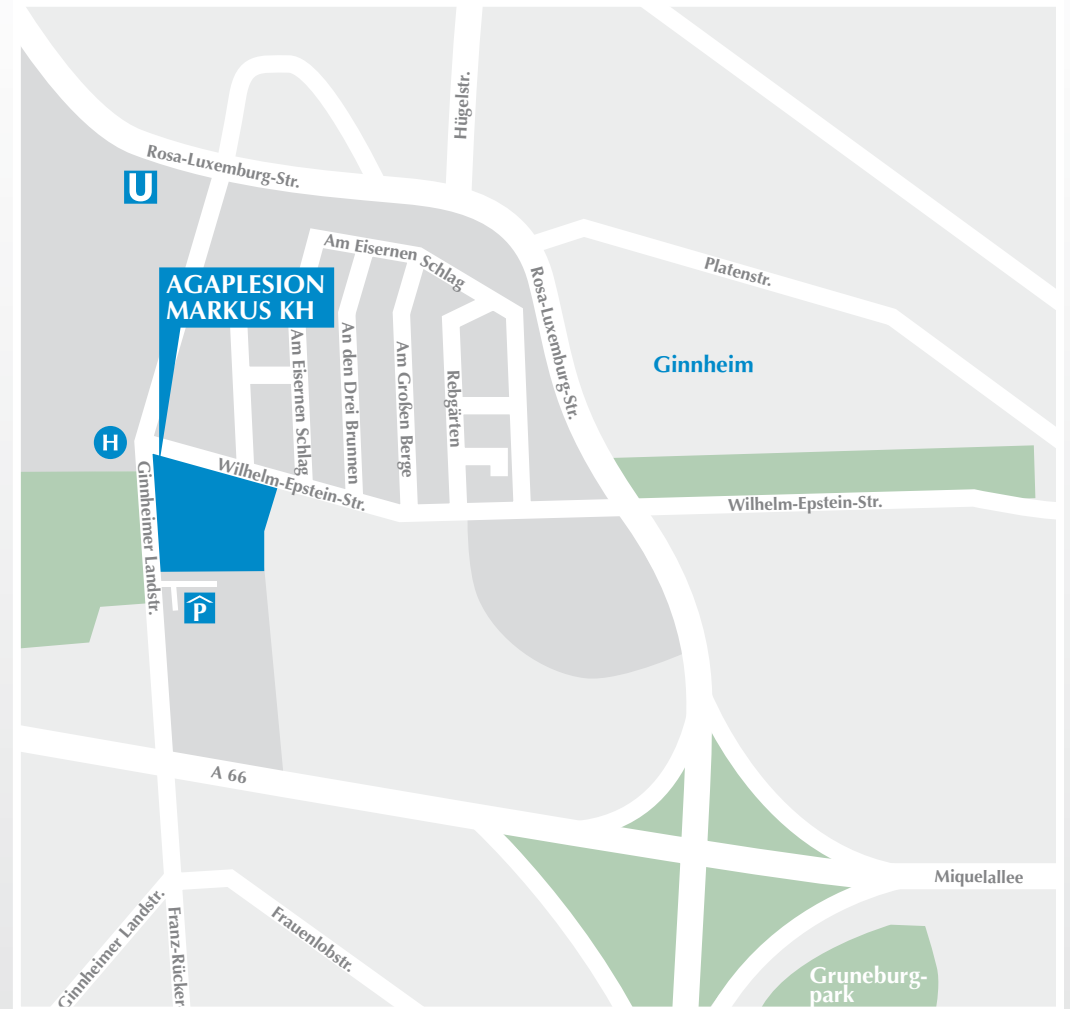 Hügelstr.
Rosa-Luxemburg-Str.
U
Am Eisernen Schlag
Platenstr.
AGAPLESION
MARKUS KH
Rosa-Luxemburg-Str.
Am Eisernen Schlag
An den Drei Brunnen
Am Großen Berge
Rebgärten
Ginnheim
H
Ginnheimer Landstr.
Wilhelm-Epstein-Str.
Wilhelm-Epstein-Str.
P
A 66
Miquelallee
Ginnheimer Landstr.
Franz-Rücker
Frauenlobstr.
Gruneburg-
park